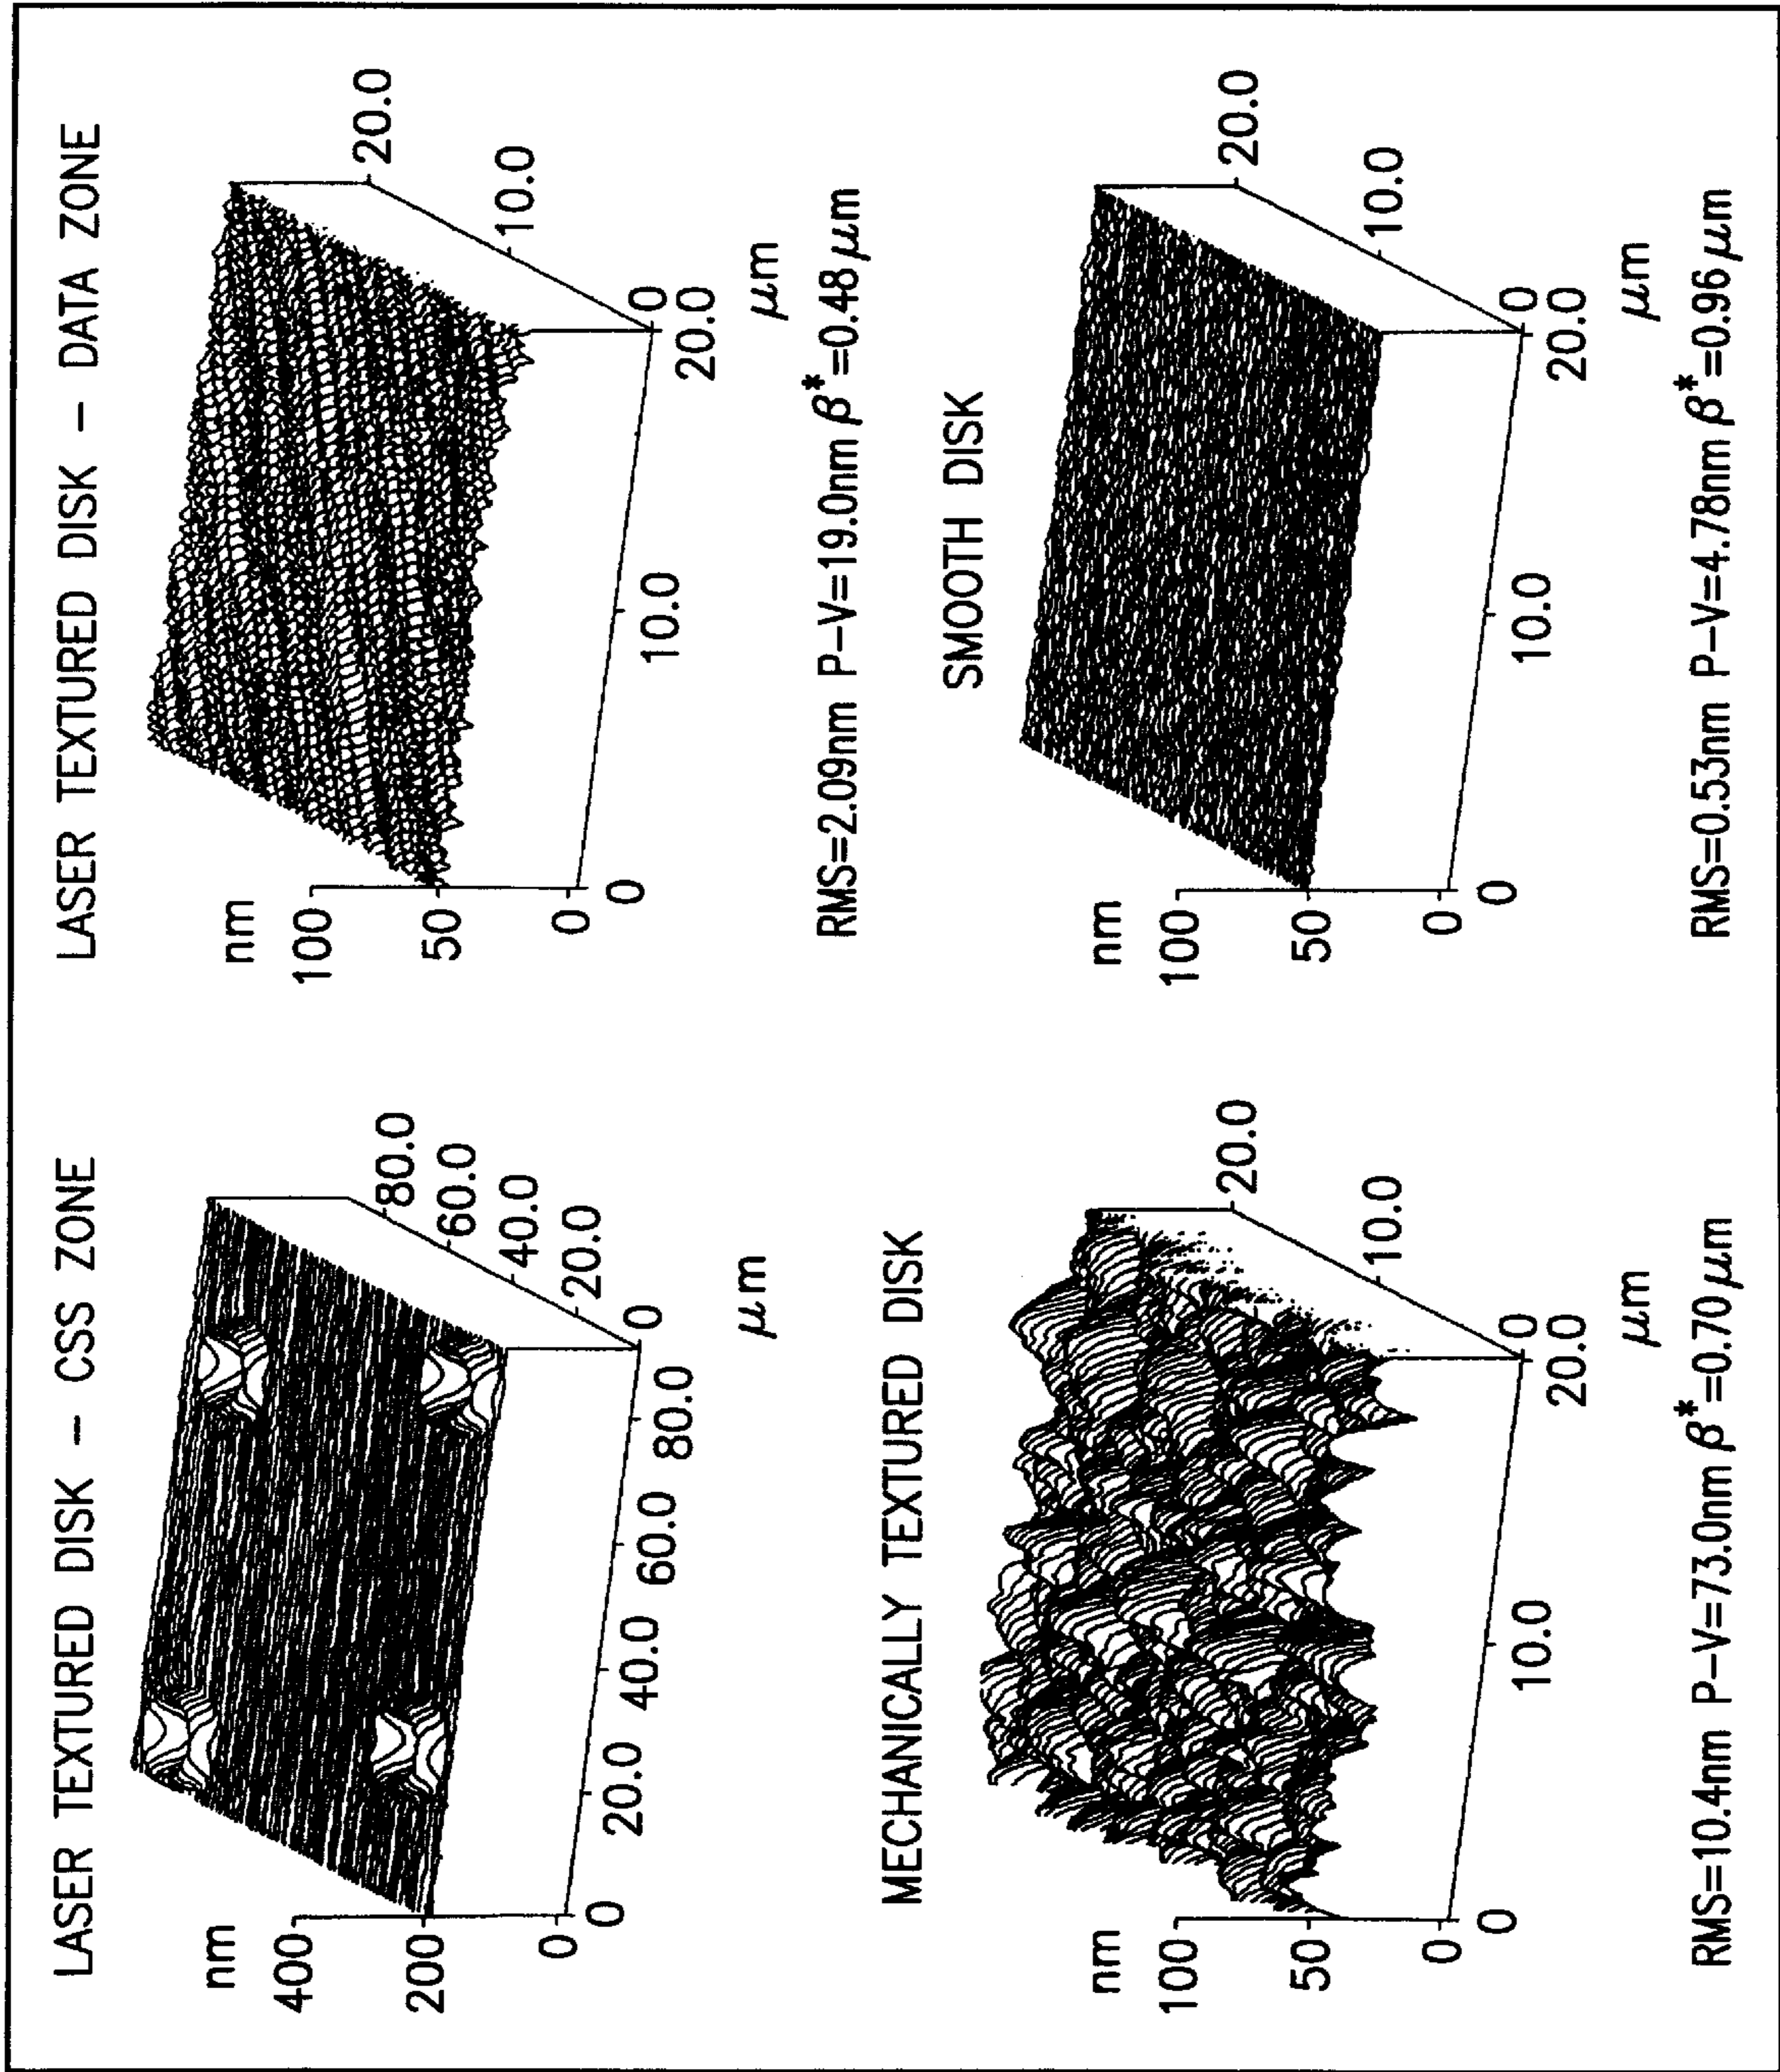 LASER TEXTURED DISK – CSS ZONE
nm
400
200
0
0
20.0
40.0
60.0
80.0
0
20.0
40.0
60.0
80.0
μm
LASER TEXTURED DISK – DATA ZONE
nm
100
50
0
0
10.0
20.0
0
10.0
20.0
μm
RMS=2.09nm P–V=19.0nm β*=0.48μm
MECHANICALLY TEXTURED DISK
nm
100
50
0
0
10.0
20.0
0
10.0
20.0
μm
RMS=10.4nm P–V=73.0nm β*=0.70μm
SMOOTH DISK
nm
100
50
0
0
10.0
20.0
0
10.0
20.0
μm
RMS=0.53nm P–V=4.78nm β*=0.96μm